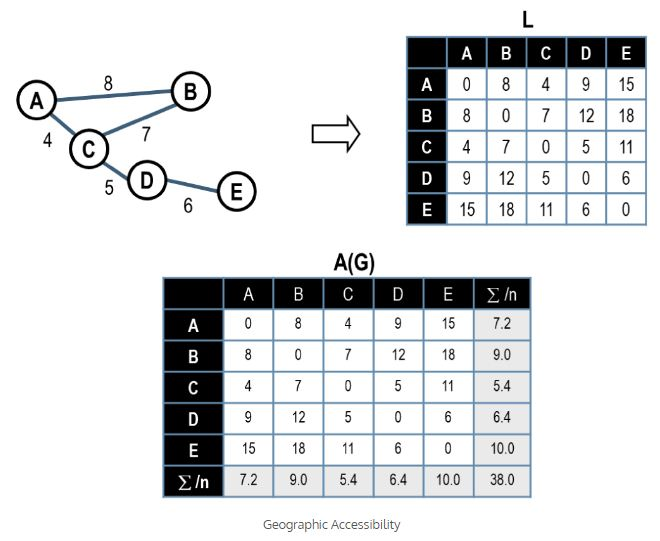 L
A B C D E
A 0 8 4 9 15
B 8 0 7 12 18
C 4 7 0 5 11
D 9 12 5 0 6
E 15 18 11 6 0
8
A B
4 7
C
D
5 E
6
A(G)
A B C D E Σ /n
A 0 8 4 9 15 7.2
B 8 0 7 12 18 9.0
C 4 7 0 5 11 5.4
D 9 12 5 0 6 6.4
E 15 18 11 6 0 10.0
Σ /n 7.2 9.0 5.4 6.4 10.0 38.0
Geographic Accessibility